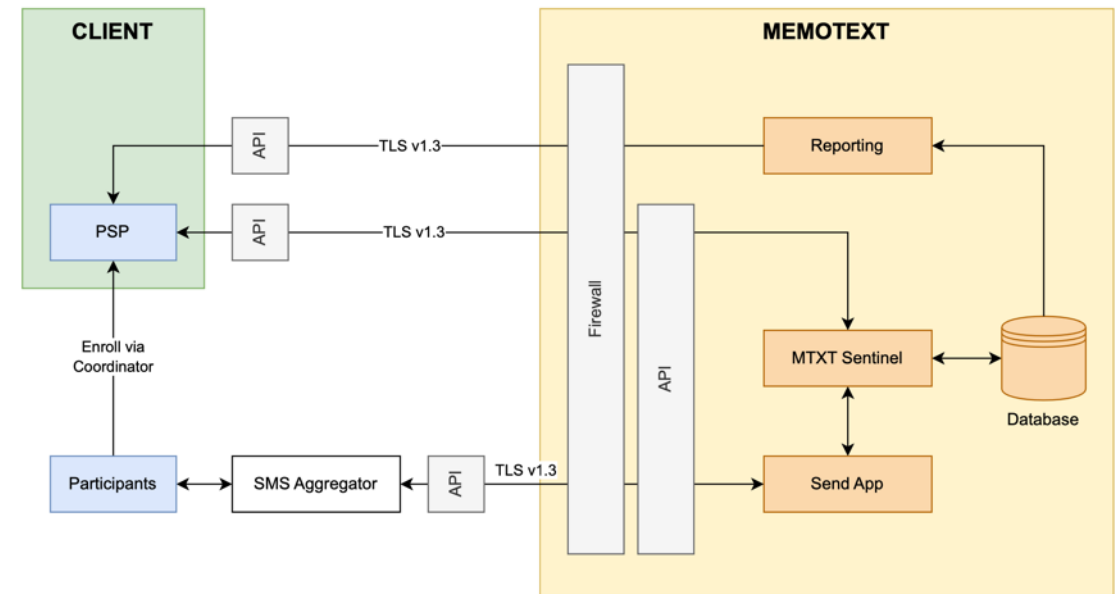 CLIENT
MEMOTEXT
API
TLS v1.3
Reporting
PSP
API
TLS v1.3
Firewall
API
Enroll via
Coordinator
MTXT Sentinel
Database
Participants
SMS Aggregator
API
TLS v1.3
Send App